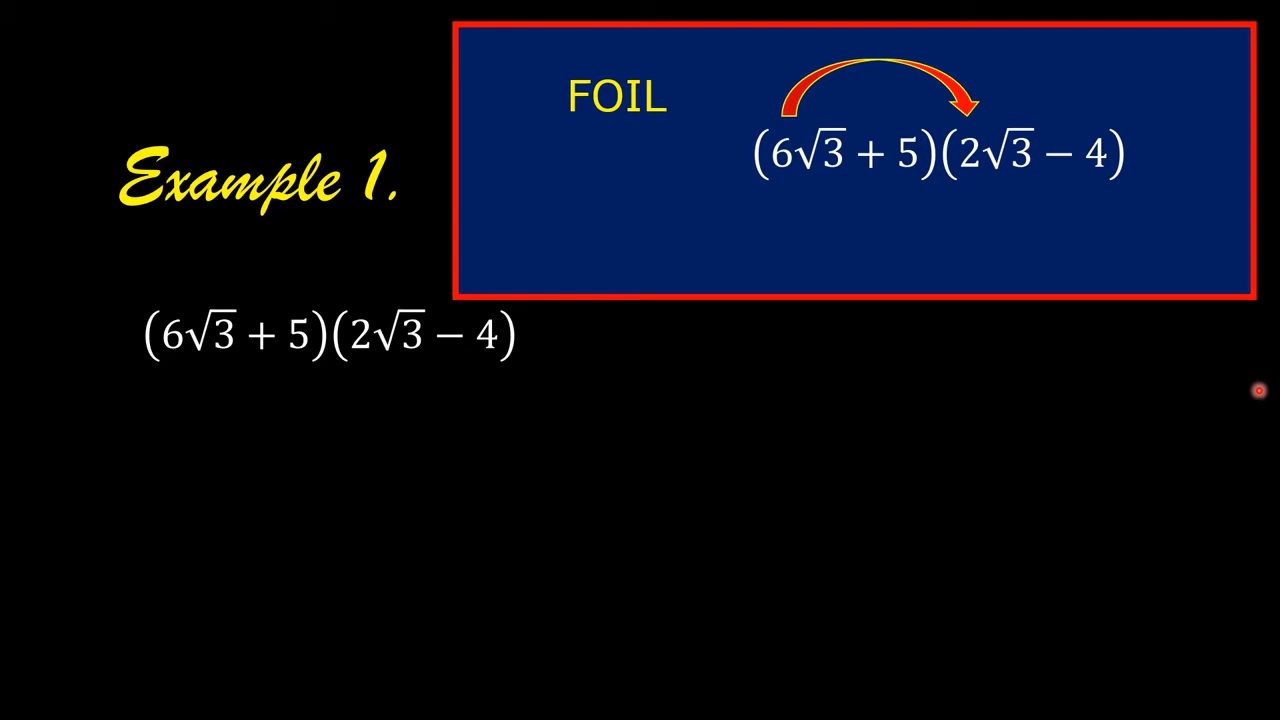 FOIL
(6√3 + 5)(2√3 − 4)
Example 1.
(6√3 + 5)(2√3 − 4)